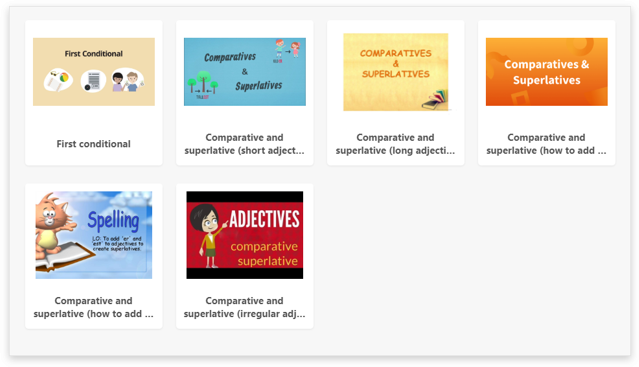 First Conditional
First conditional
Comparatives
&
Superlatives
Comparative and
superlative (short adject...
COMPARATIVES
&
SUPERLATIVES
Comparative and
superlative (long adjecti...
Comparatives &
Superlatives
Comparative and
superlative (how to add ...
Spelling
LO: To add 'er' and
'est' to adjectives to
create superlatives.
Comparative and
superlative (how to add ...
ADJECTIVES
comparative
superlative
Comparative and
superlative (irregular adj...